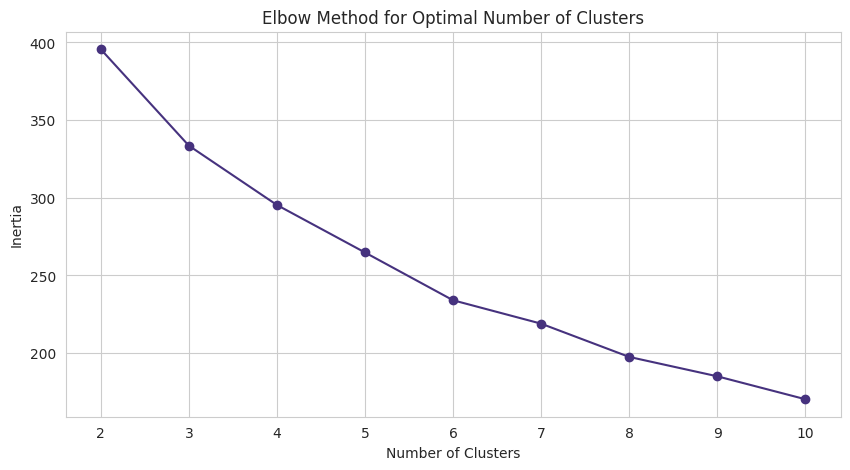 Elbow Method for Optimal Number of Clusters
400
350
300
250
200
Inertia
2 3 4 5 6 7 8 9 10
Number of Clusters